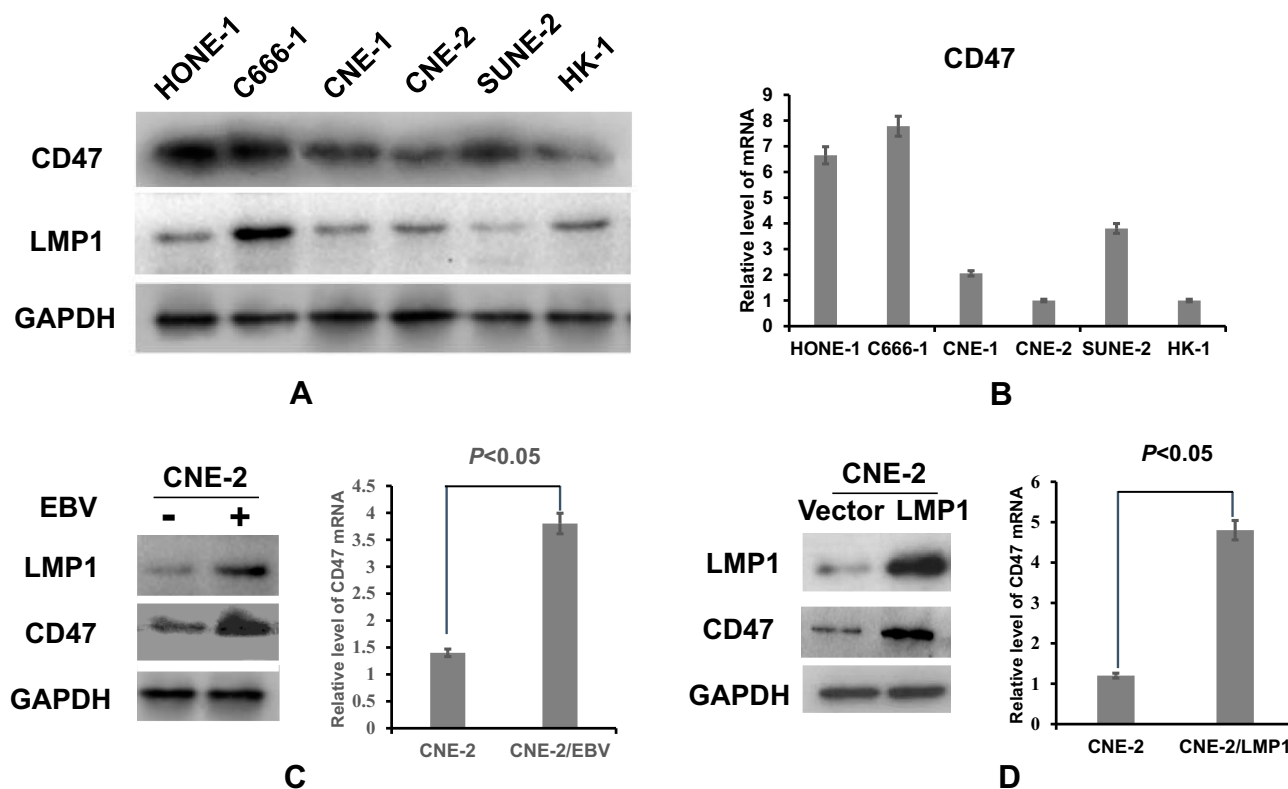 HONE-1
C666-1
CNE-1
CNE-2
SUNE-2
HK-1
CD47
LMP1
GAPDH
A
CD47
Relative level of mRNA
9
8
7
6
5
4
3
2
1
0
HONE-1 C666-1 CNE-1 CNE-2 SUNE-2 HK-1
B
CNE-2
EBV - +
LMP1
CD47
GAPDH
P<0.05
Relative level of CD47 mRNA
4.5
4
3.5
3
2.5
2
1.5
1
0.5
0
CNE-2 CNE-2/EBV
C
CNE-2
Vector LMP1
LMP1
CD47
GAPDH
P<0.05
Relative level of CD47 mRNA
6
5
4
3
2
1
0
CNE-2 CNE-2/LMP1
D